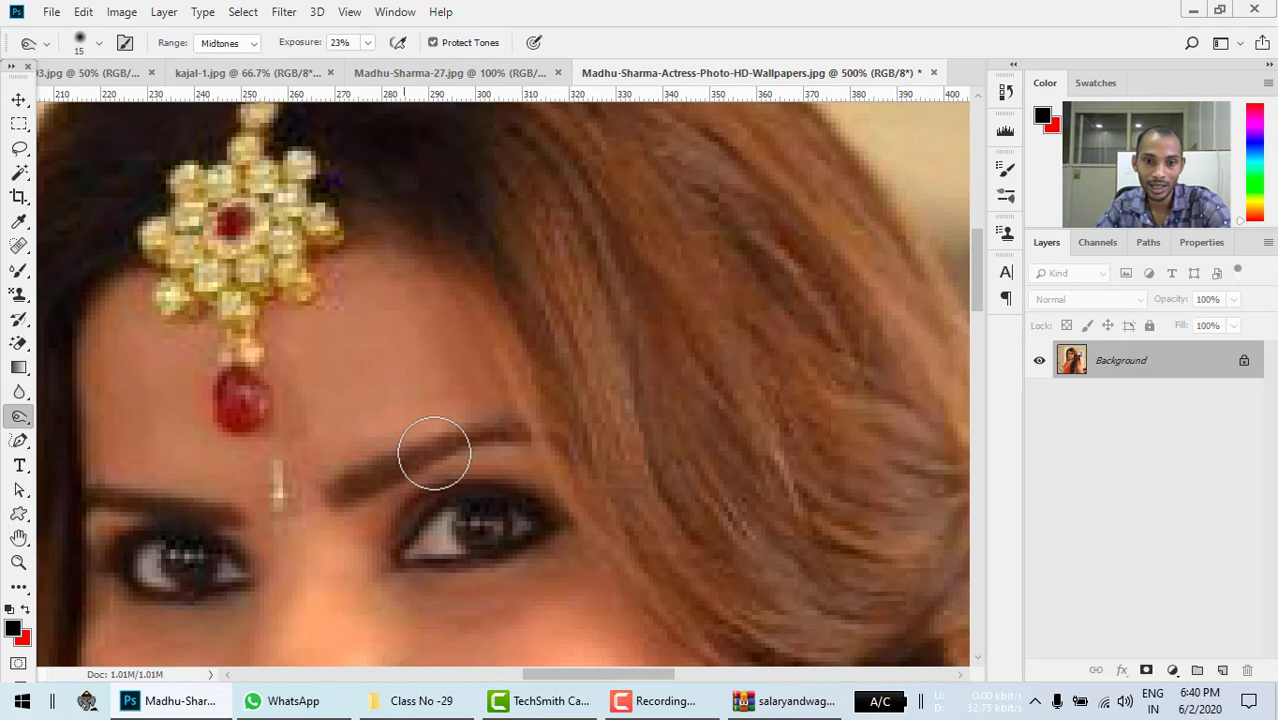 Ps File Edit Image Layer Type Select Filter 3D View Window Help
15 Range: Midtones Exposure: 23% Protect Tones
03.jpg @ 50% (RGB/... × kajal-1.jpg @ 66.7% (RGB/8*... × Madhu-Sharma-27.jpg @ 100% (RGB/... × Madhu-Sharma-Actress-Photo-HD-Wallpapers.jpg @ 500% (RGB/8*) * ×
210 220 230 240 250 260 270 280 290 300 310 320 330 340 350 360 370 380 390 400
Color Swatches
Layers Channels Paths Properties
Kind
Normal Opacity: 100%
Lock: Fill: 100%
Background
Doc: 1.01M/1.01M
Ps Madhu-Shar... WhatsApp Class No -29 TechSmith Ca... Recording... salaryandwag... A/C U: 0.00 kbit/s D: 32.75 kbit/s ENG IN 6:40 PM 6/2/2020